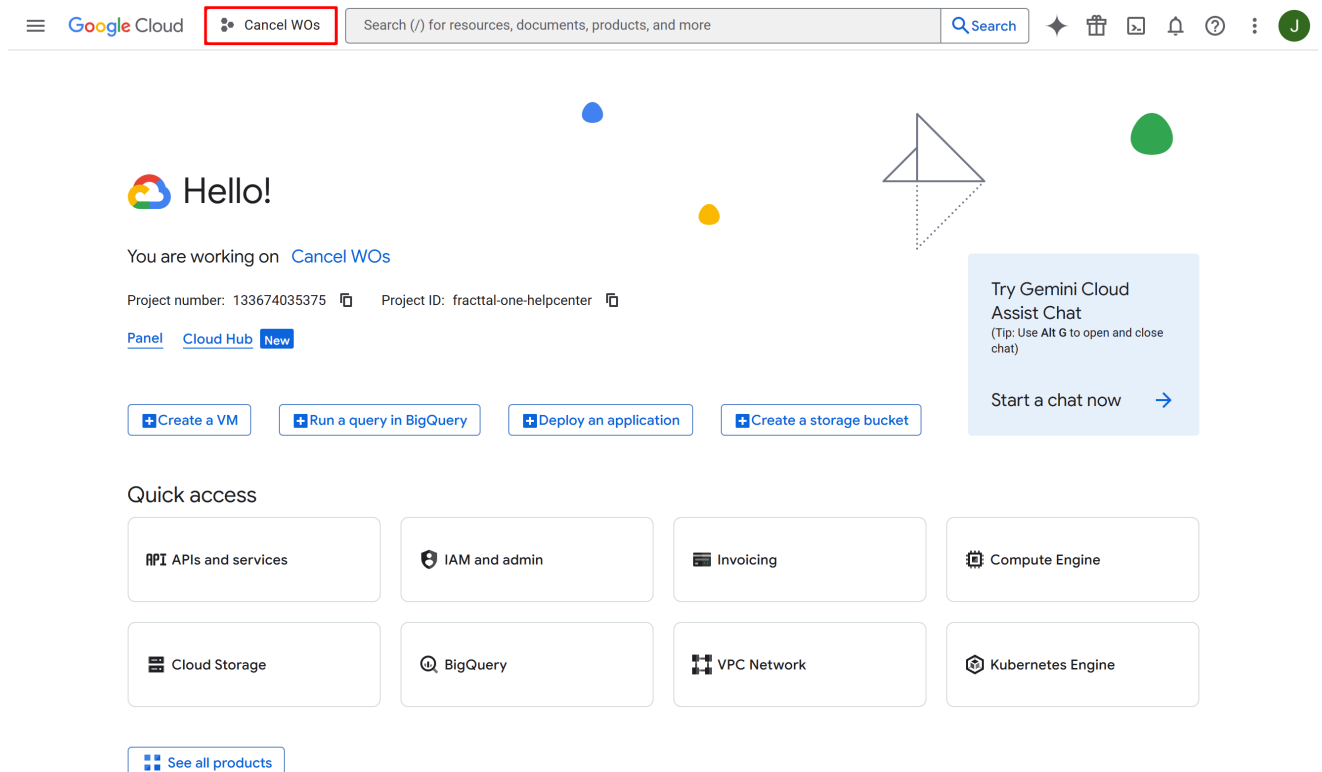 Google Cloud Cancel WOs Search (/) for resources, documents, products, and more Search J
Hello!
You are working on Cancel WOs
Project number: 133674035375 Project ID: fracttal-one-helpcenter
Panel Cloud Hub New
Try Gemini Cloud
Assist Chat
(Tip: Use Alt G to open and close
chat)
Start a chat now
Create a VM Run a query in BigQuery Deploy an application Create a storage bucket
Quick access
API APIs and services IAM and admin Invoicing Compute Engine
Cloud Storage BigQuery VPC Network Kubernetes Engine
See all products